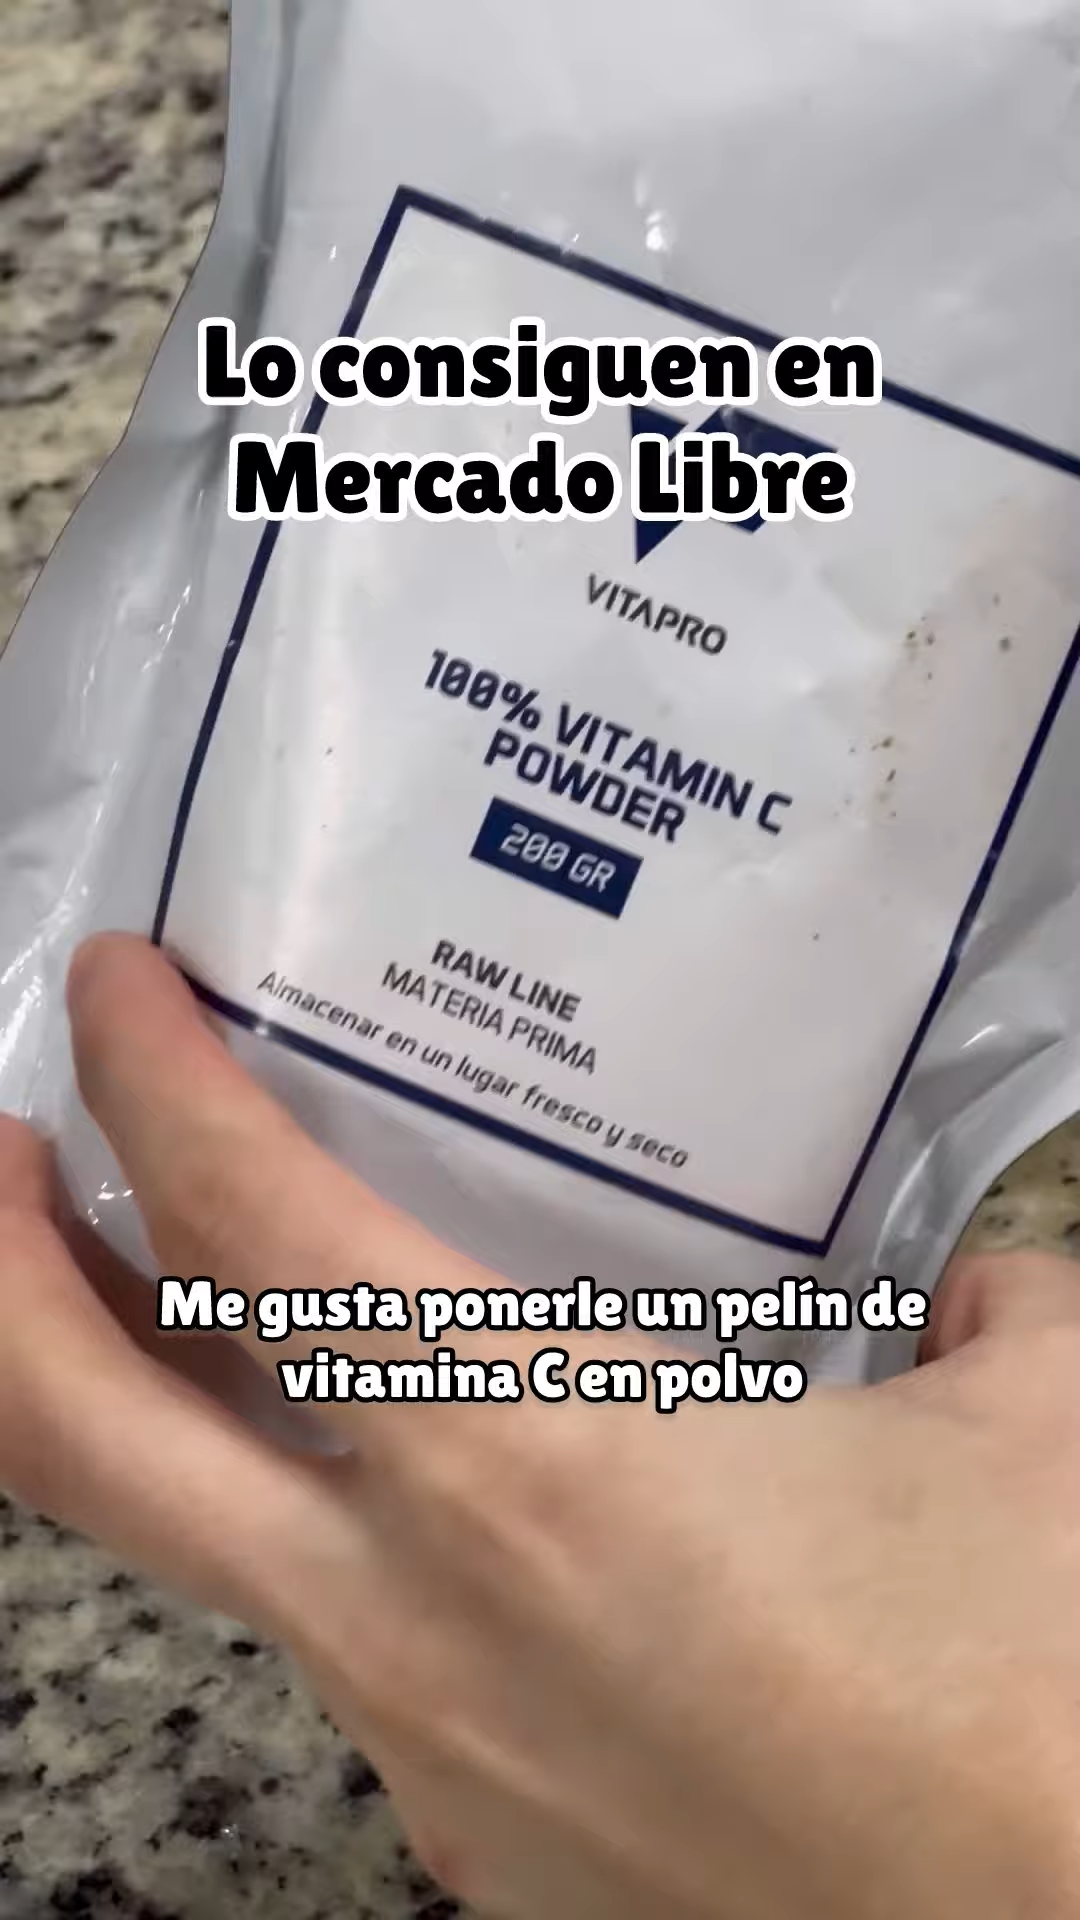 Lo consiguen en
Mercado Libre
VITAPRO
100% VITAMIN C
POWDER
200 GR
RAW LINE
MATERIA PRIMA
Almacenar en un lugar fresco y seco
Me gusta ponerle un pelín de
vitamina C en polvo